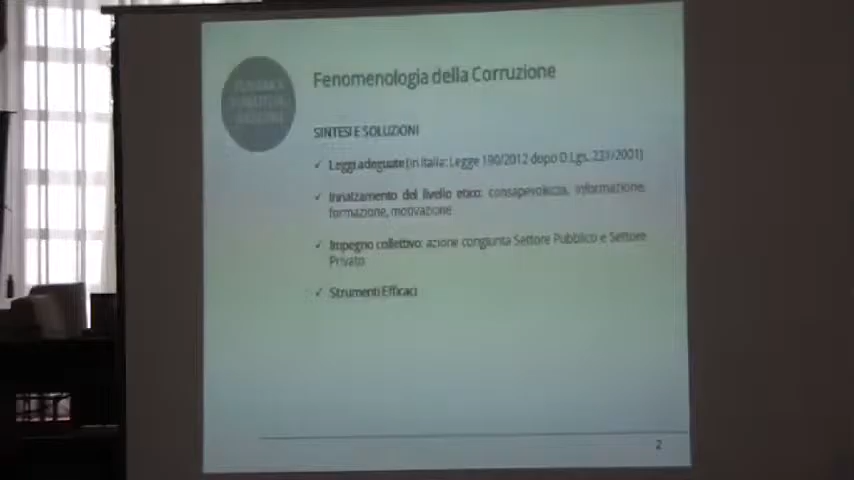 Fenomenologia della Corruzione
SINTESI E SOLUZIONI
✓ Leggi adeguate (in Italia: Legge 190/2012 dopo D.Lgs. 231/2001)
✓ Innalzamento del livello etico: consapevolezza, informazione,
formazione, motivazione
✓ Impegno collettivo: azione congiunta Settore Pubblico e Settore
Privato
✓ Strumenti Efficaci
2